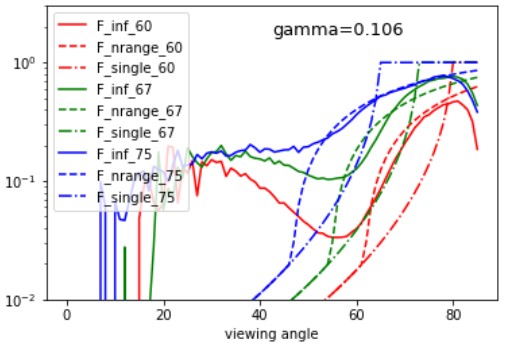 gamma=0.106
F_inf_60
F_nrange_60
F_single_60
F_inf_67
F_nrange_67
F_single_67
F_inf_75
F_nrange_75
F_single_75
10⁰
10⁻¹
10⁻²
0 20 40 60 80
viewing angle